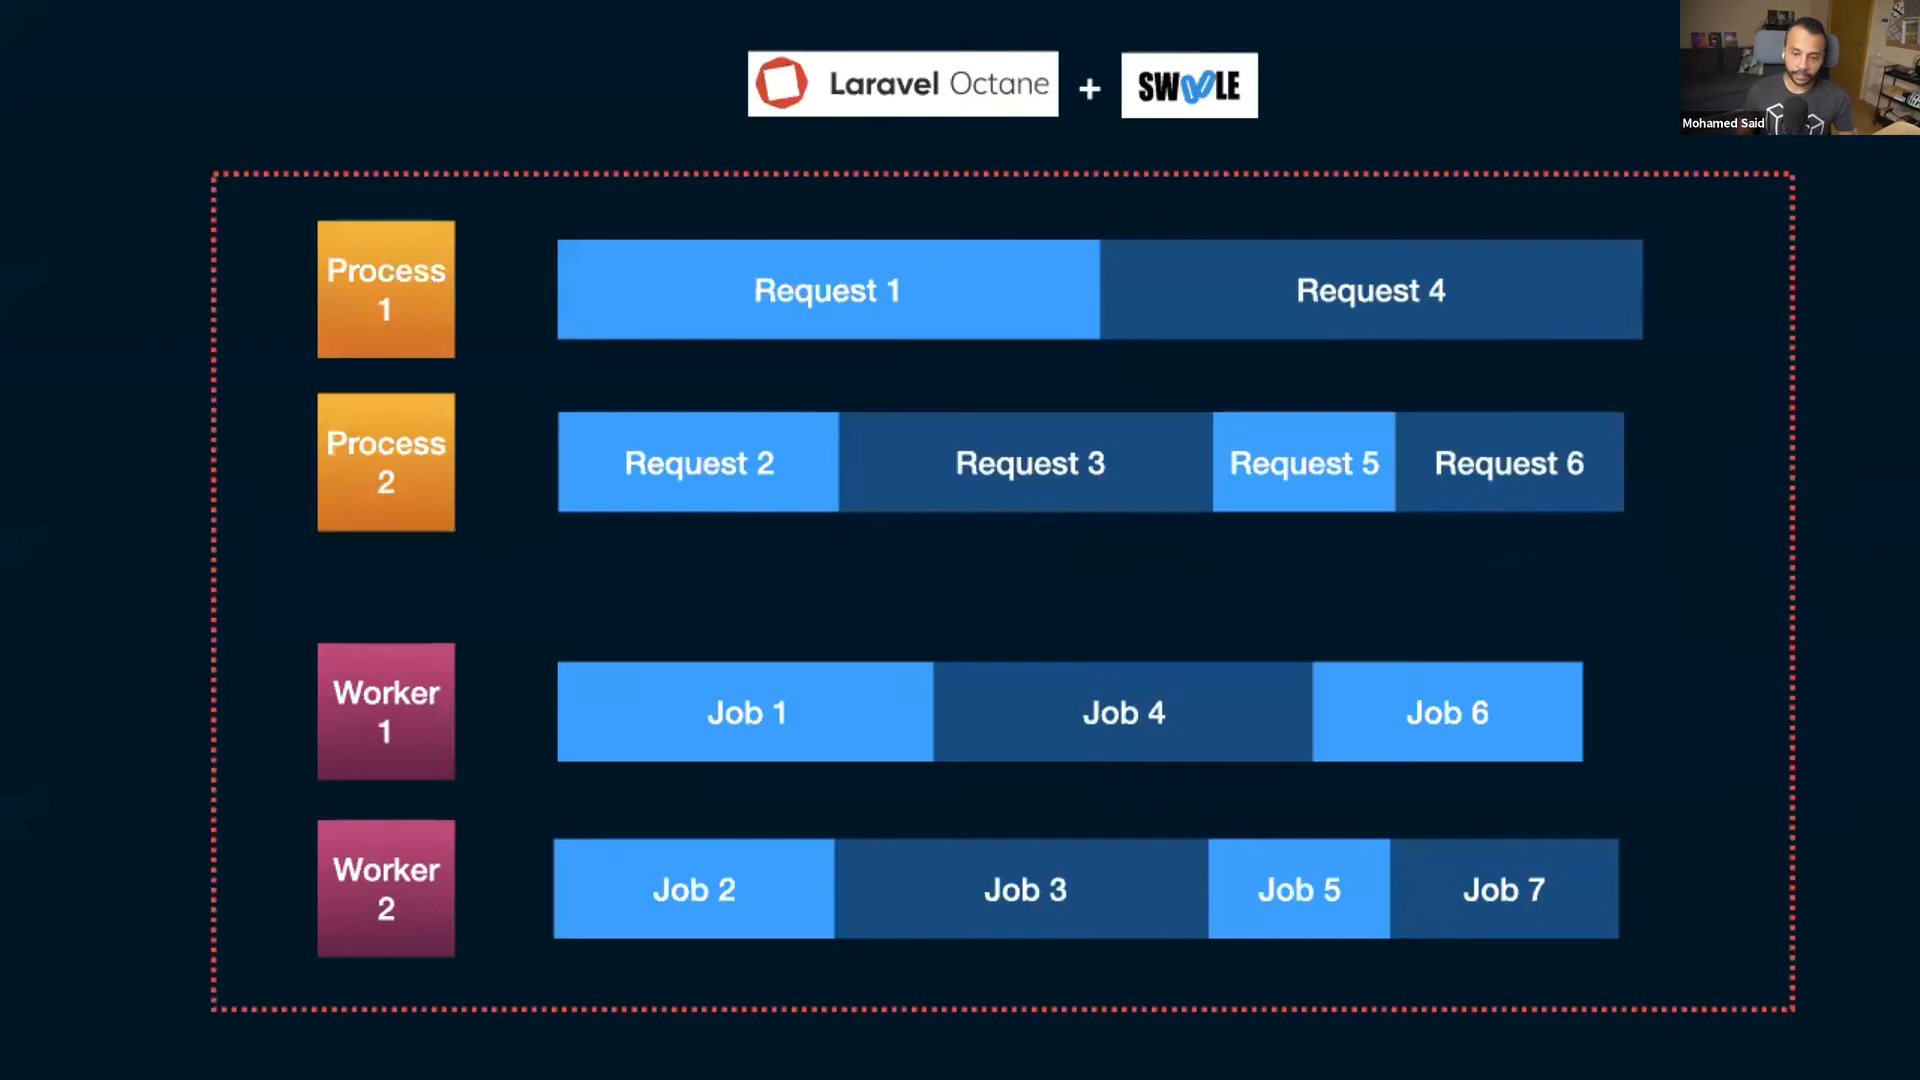 Laravel Octane + SWOOLE
Mohamed Said
Process
1
Request 1
Request 4
Process
2
Request 2
Request 3
Request 5
Request 6
Worker
1
Job 1
Job 4
Job 6
Worker
2
Job 2
Job 3
Job 5
Job 7